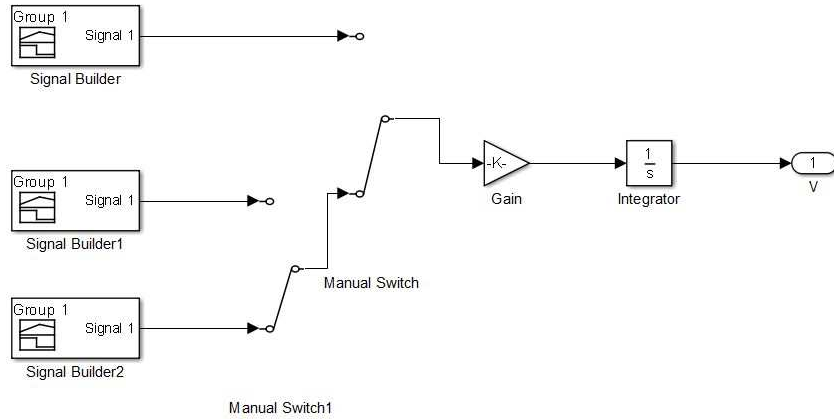 Group 1
Signal 1
Signal Builder
Group 1
Signal 1
Signal Builder1
-K-
Gain
1
s
Integrator
1
V
Manual Switch
Group 1
Signal 1
Signal Builder2
Manual Switch1